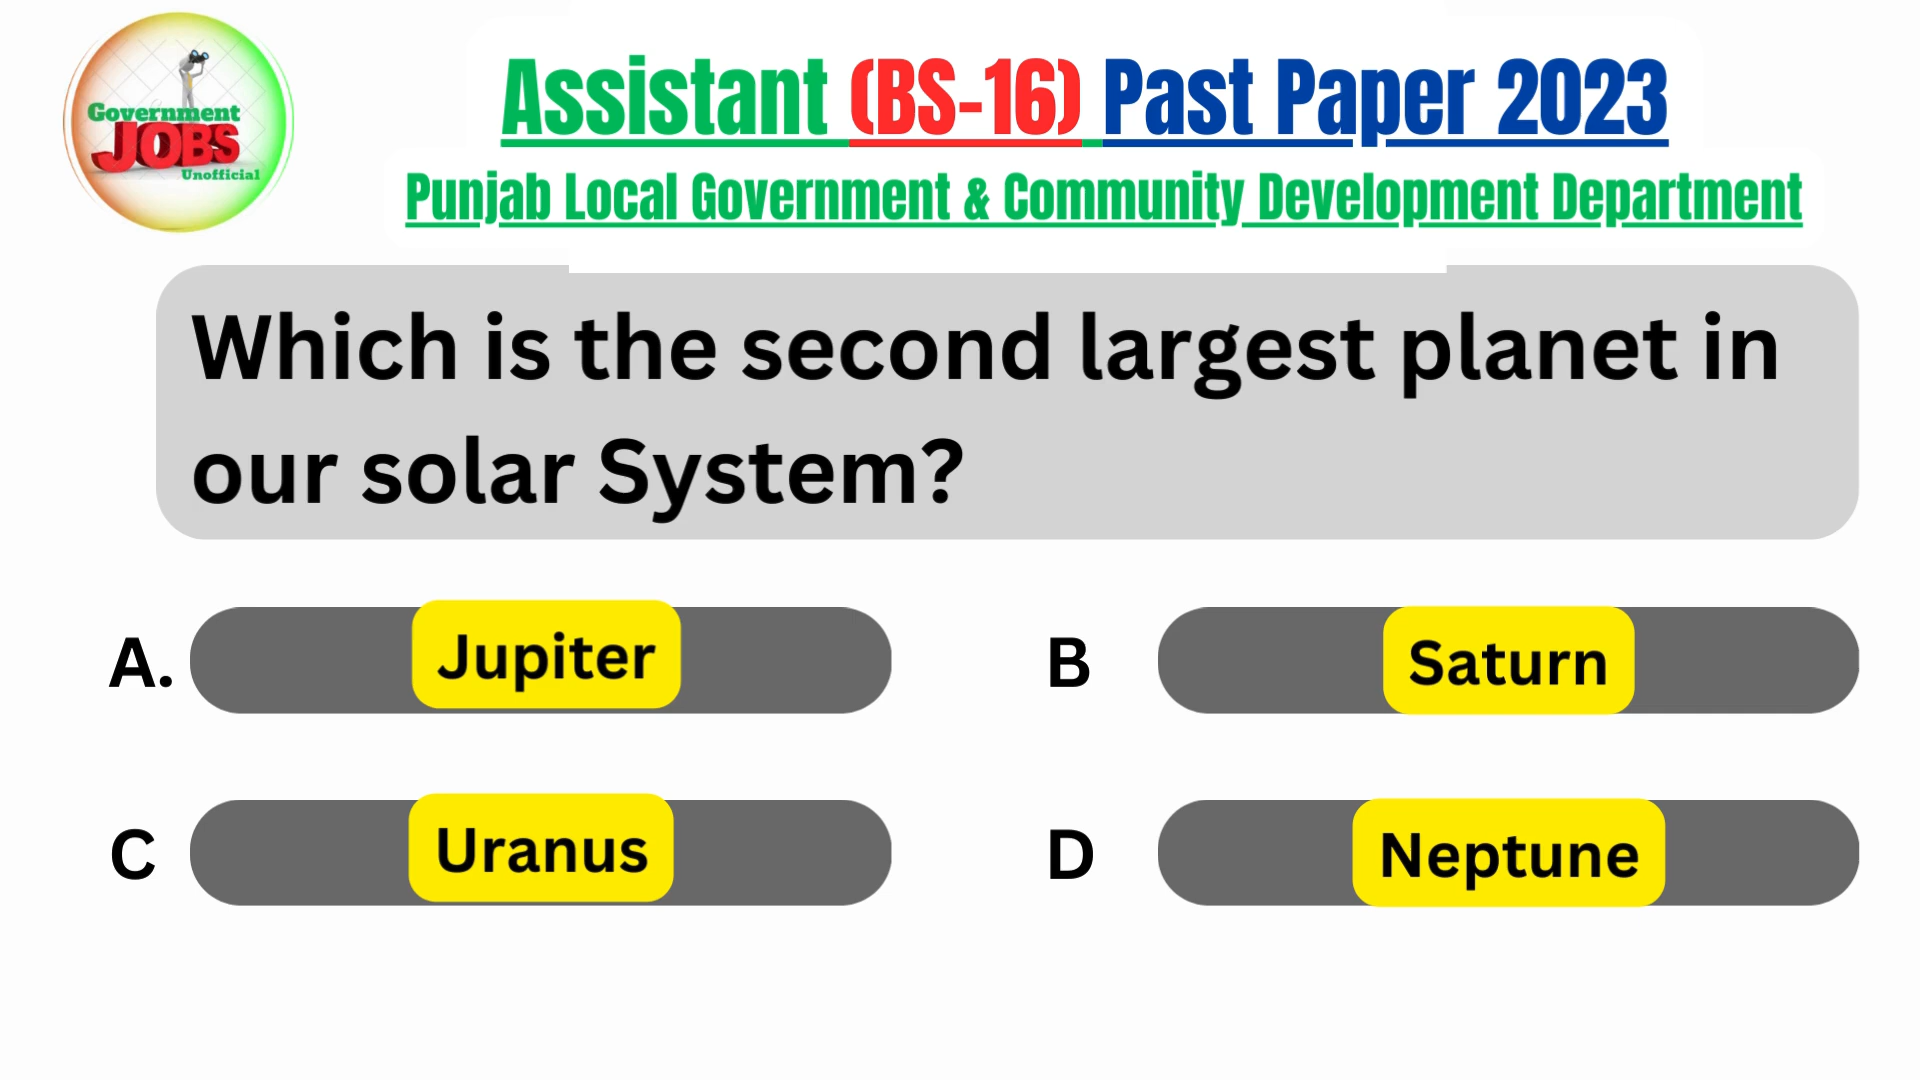 Government
JOBS
Unofficial
Assistant (BS-16) Past Paper 2023
Punjab Local Government & Community Development Department
Which is the second largest planet in
our solar System?
A. Jupiter
B Saturn
C Uranus
D Neptune